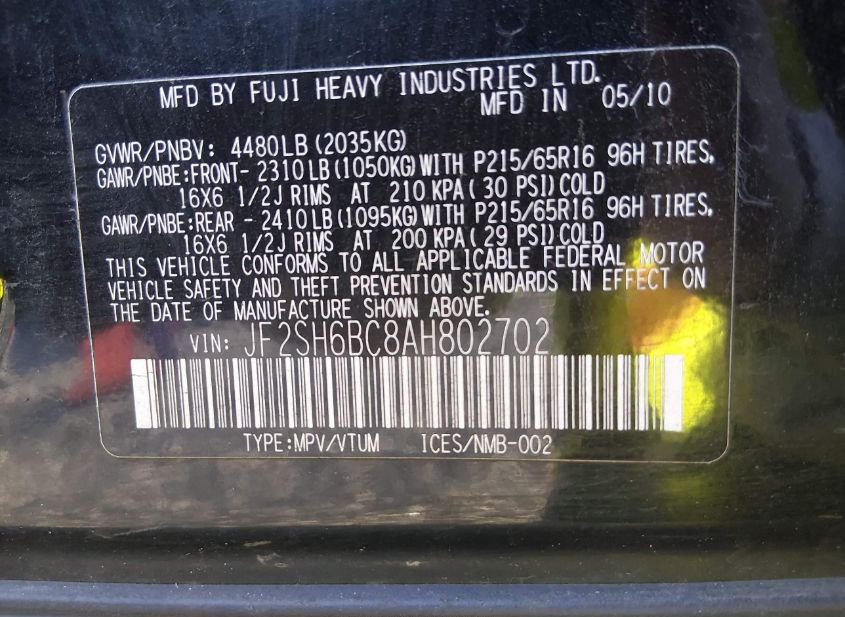 MFD BY FUJI HEAVY INDUSTRIES LTD.
MFD IN 05/10
GVWR/PNBV: 4480LB (2035KG)
GAWR/PNBE:FRONT- 2310LB(1050KG)WITH P215/65R16 96H TIRES,
16X6 1/2J RIMS AT 210 KPA( 30 PSI)COLD
GAWR/PNBE:REAR - 2410LB(1095KG)WITH P215/65R16 96H TIRES,
16X6 1/2J RIMS AT 200 KPA( 29 PSI)COLD
THIS VEHICLE CONFORMS TO ALL APPLICABLE FEDERAL MOTOR
VEHICLE SAFETY AND THEFT PREVENTION STANDARDS IN EFFECT ON
THE DATE OF MANUFACTURE SHOWN ABOVE.
VIN: JF2SH6BC8AH802702
TYPE:MPV/VTUM ICES/NMB-002